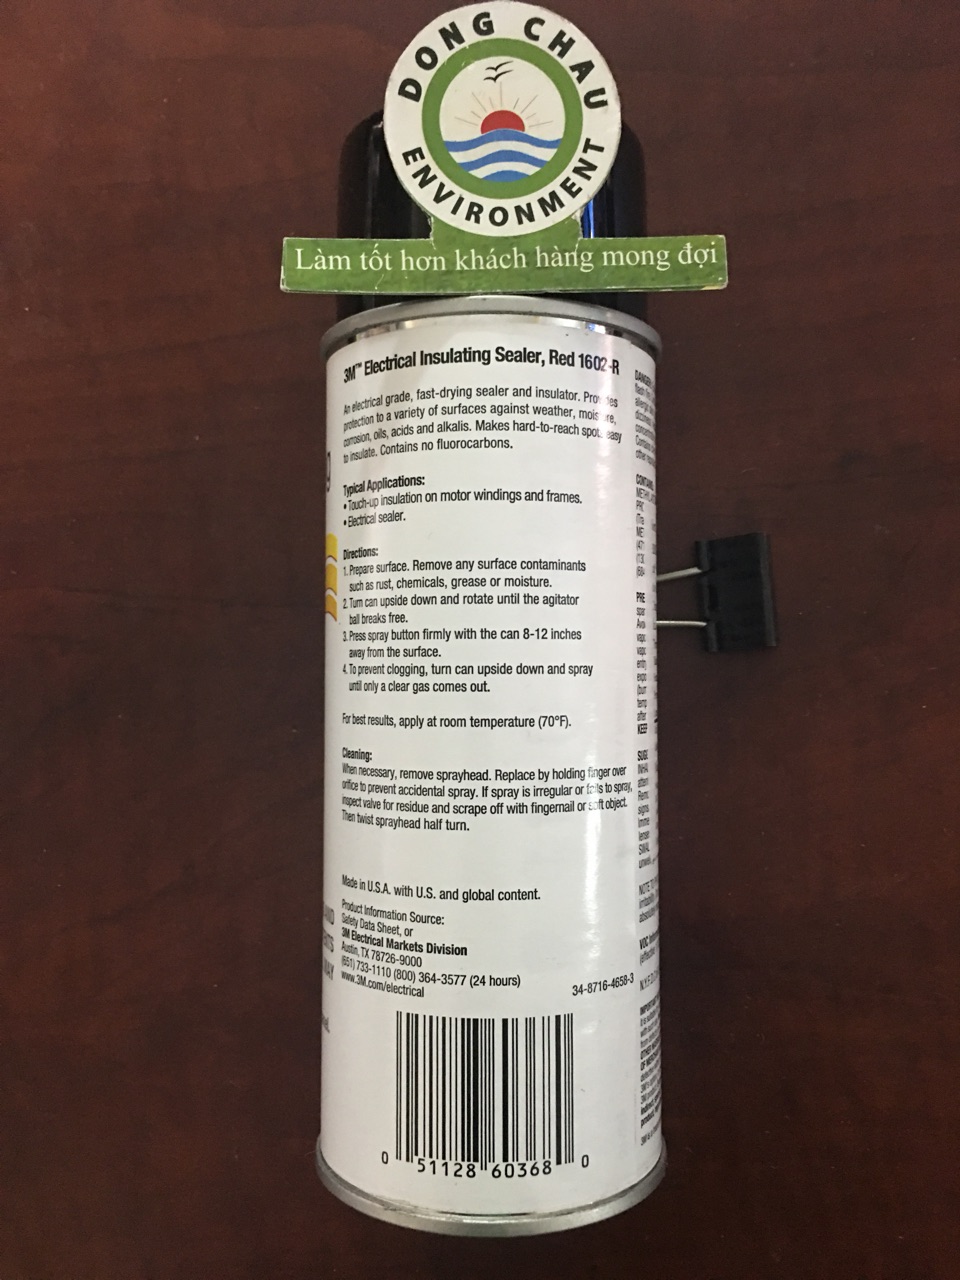 DONG CHAU
ENVIRONMENT
Làm tốt hơn khách hàng mong đợi
3M™ Electrical Insulating Sealer, Red 1602-R
An electrical grade, fast-drying sealer and insulator. Provides
protection to a variety of surfaces against weather, moisture,
corrosion, oils, acids and alkalis. Makes hard-to-reach spots easy
to insulate. Contains no fluorocarbons.
Typical Applications:
• Touch-up insulation on motor windings and frames.
• Electrical sealer.
Directions:
1. Prepare surface. Remove any surface contaminants
such as rust, chemicals, grease or moisture.
2. Turn can upside down and rotate until the agitator
ball breaks free.
3. Press spray button firmly with the can 8-12 inches
away from the surface.
4. To prevent clogging, turn can upside down and spray
until only a clear gas comes out.
For best results, apply at room temperature (70°F).
Cleaning:
When necessary, remove sprayhead. Replace by holding finger over
orifice to prevent accidental spray. If spray is irregular or fails to spray,
inspect valve for residue and scrape off with fingernail or soft object.
Then twist sprayhead half turn.
Made in U.S.A. with U.S. and global content.
Product Information Source:
Safety Data Sheet, or
3M Electrical Markets Division
Austin, TX 78726-9000
(651) 733-1110 (800) 364-3577 (24 hours)
www.3M.com/electrical
34-8716-4658-3
0 51128 60368 0